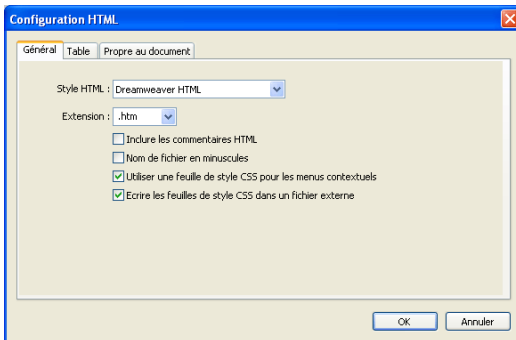 Configuration HTML
Général Table Propre au document
Style HTML : Dreamweaver HTML
Extension : .htm
Inclure les commentaires HTML
Nom de fichier en minuscules
Utiliser une feuille de style CSS pour les menus contextuels
Ecrire les feuilles de style CSS dans un fichier externe
OK Annuler